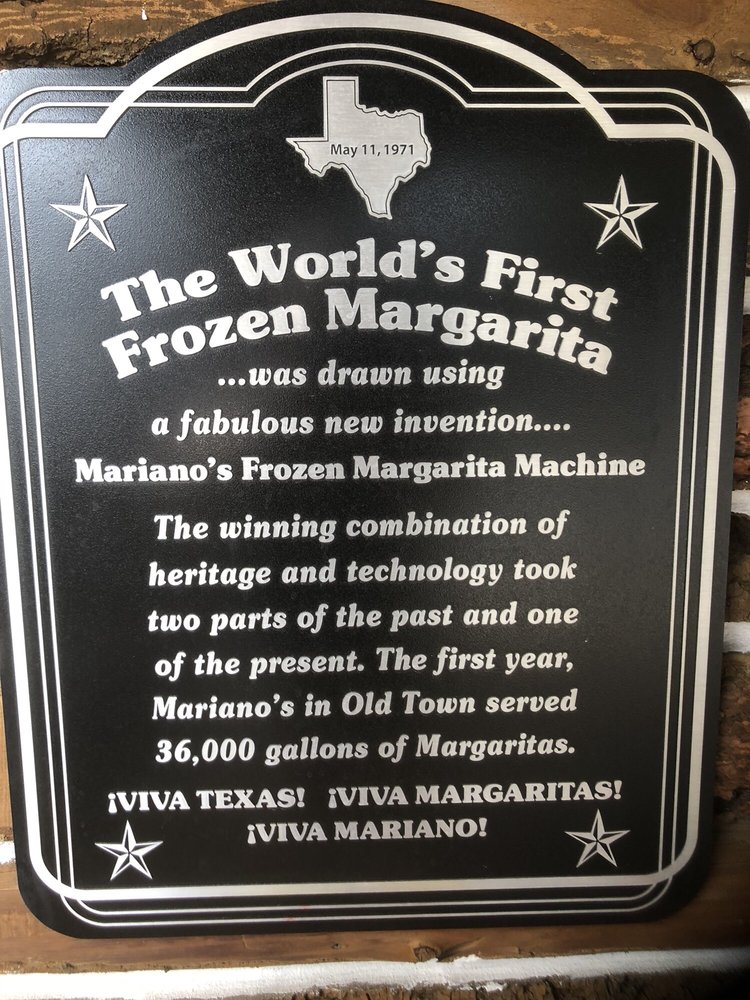 May 11, 1971
The World's First
Frozen Margarita
...was drawn using
a fabulous new invention....
Mariano's Frozen Margarita Machine
The winning combination of
heritage and technology took
two parts of the past and one
of the present. The first year,
Mariano's in Old Town served
36,000 gallons of Margaritas.
¡VIVA TEXAS! ¡VIVA MARGARITAS!
¡VIVA MARIANO!